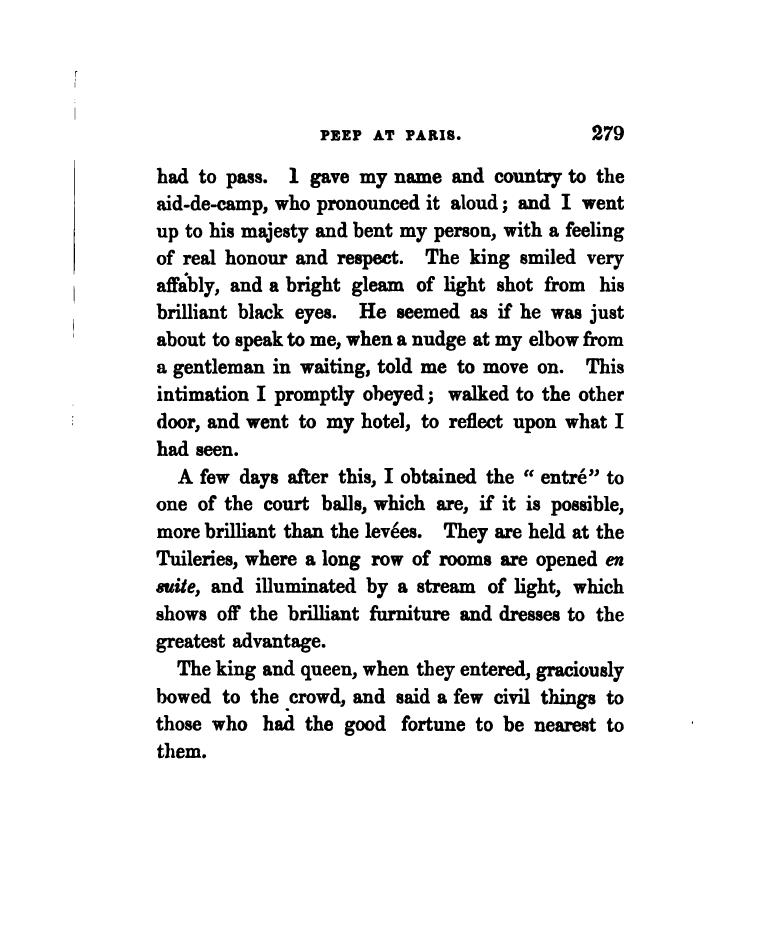 PEEP AT PARIS. 279
had to pass. 1 gave my name and country to the
aid-de-camp, who pronounced it aloud; and I went
up to his majesty and bent my person, with a feeling
of real honour and respect. The king smiled very
affably, and a bright gleam of light shot from his
brilliant black eyes. He seemed as if he was just
about to speak to me, when a nudge at my elbow from
a gentleman in waiting, told me to move on. This
intimation I promptly obeyed; walked to the other
door, and went to my hotel, to reflect upon what I
had seen.
A few days after this, I obtained the “ entré” to
one of the court balls, which are, if it is possible,
more brilliant than the levées. They are held at the
Tuileries, where a long row of rooms are opened en
suite, and illuminated by a stream of light, which
shows off the brilliant furniture and dresses to the
greatest advantage.
The king and queen, when they entered, graciously
bowed to the crowd, and said a few civil things to
those who had the good fortune to be nearest to
them.